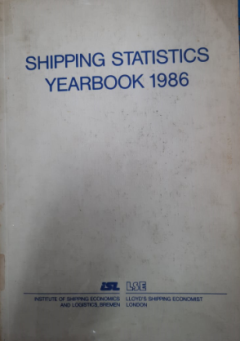 SHIPPING STATISTICS
YEARBOOK 1986
ISL LSE
INSTITUTE OF SHIPPING ECONOMICS LLOYD'S SHIPPING ECONOMIST
AND LOGISTICS, BREMEN LONDON